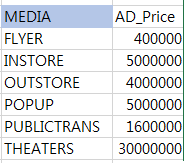 MEDIA AD_Price
FLYER 400000
INSTORE 5000000
OUTSTORE 4000000
POPUP 5000000
PUBLICTRANS 1600000
THEATERS 30000000